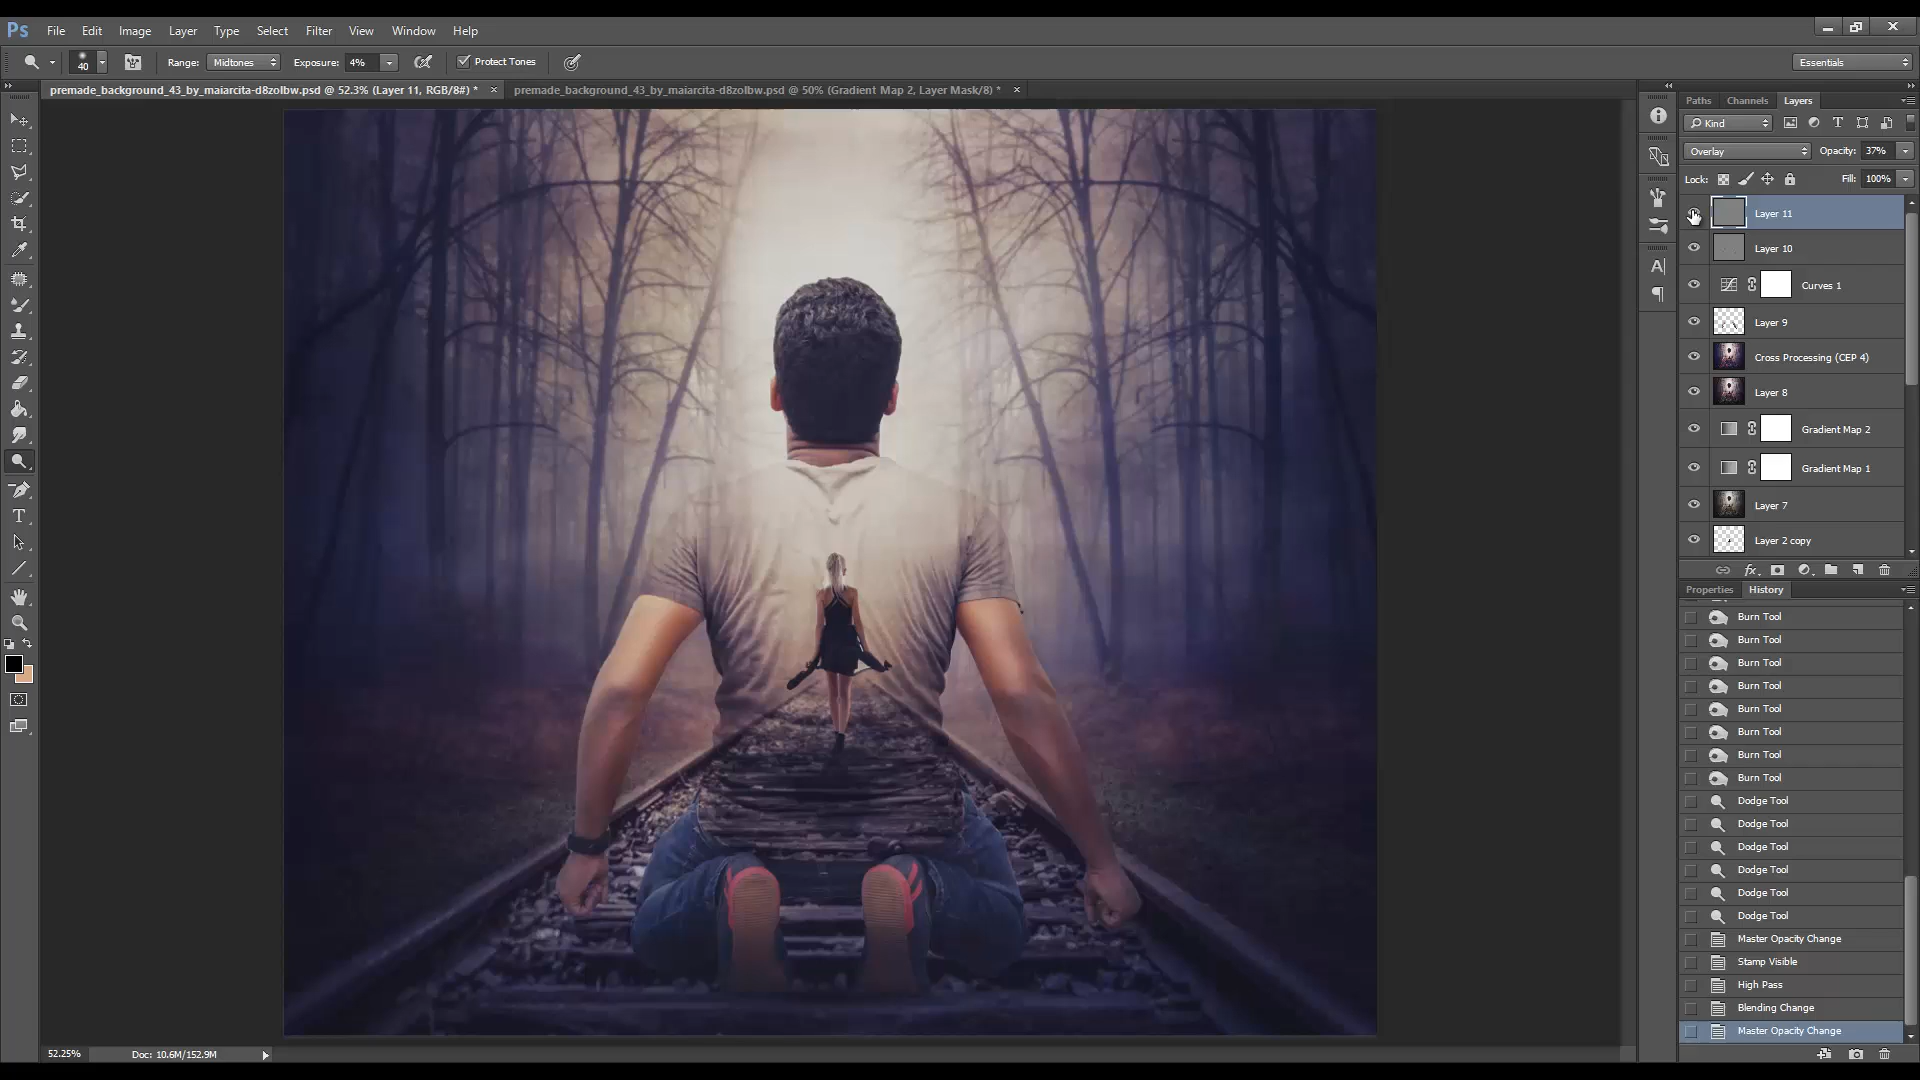 Ps File Edit Image Layer Type Select Filter Analysis View Window Help
40 Range: Midtones Exposure: 4% Protect Tones Essentials
premade_background_43_by_maiarcita-d8zolbw.psd @ 52.3% (Layer 11, RGB/8#) * premade_background_43_by_maiarcita-d8zolbw.psd @ 50% (Gradient Map 2, Layer Mask/8) *
Paths Channels Layers
Kind
Overlay Opacity: 37%
Lock: Fill: 100%
Layer 11
Layer 10
Curves 1
Layer 9
Cross Processing (CEP 4)
Layer 8
Gradient Map 2
Gradient Map 1
Layer 7
Layer 2 copy
fx
Properties History
Burn Tool
Burn Tool
Burn Tool
Burn Tool
Burn Tool
Burn Tool
Burn Tool
Burn Tool
Dodge Tool
Dodge Tool
Dodge Tool
Dodge Tool
Dodge Tool
Dodge Tool
Master Opacity Change
Stamp Visible
High Pass
Blending Change
Master Opacity Change
52.25% Doc: 10.6M/152.9M